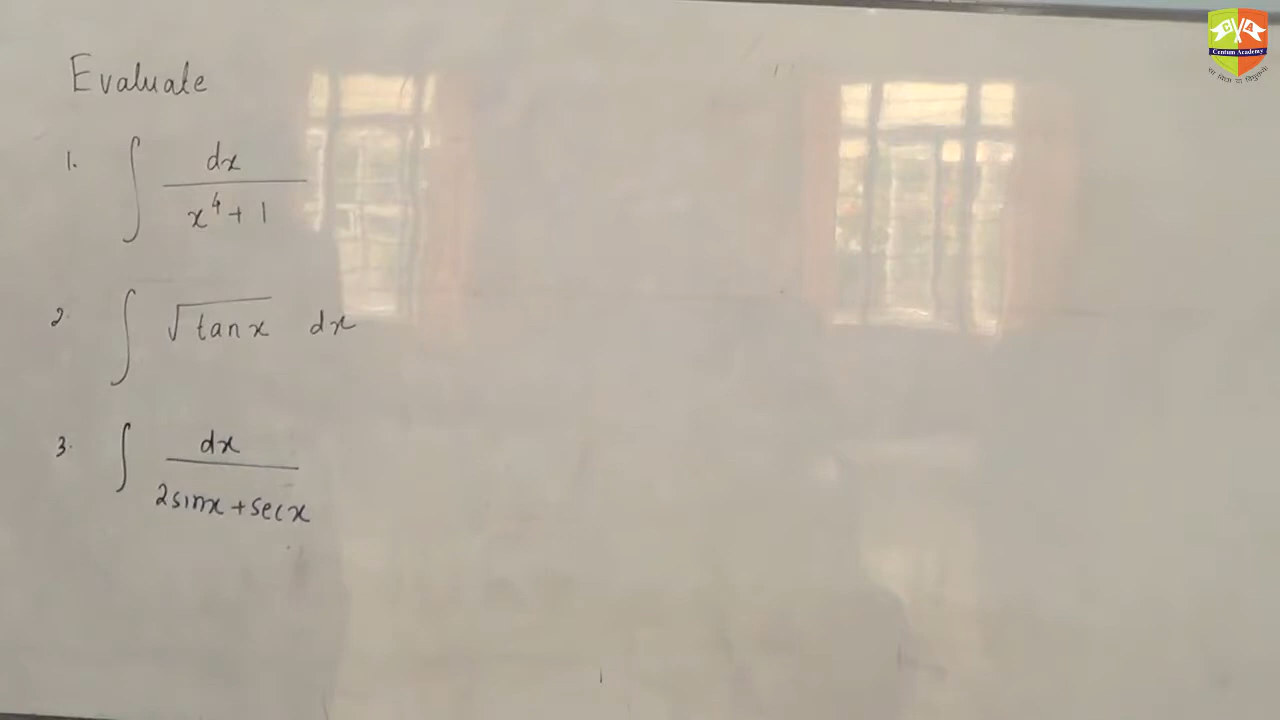 Evaluate
1. ∫ dx / (x⁴ + 1)
2. ∫ √tan x dx
3. ∫ dx / (2sinx + secx)
C A
Centum Academy